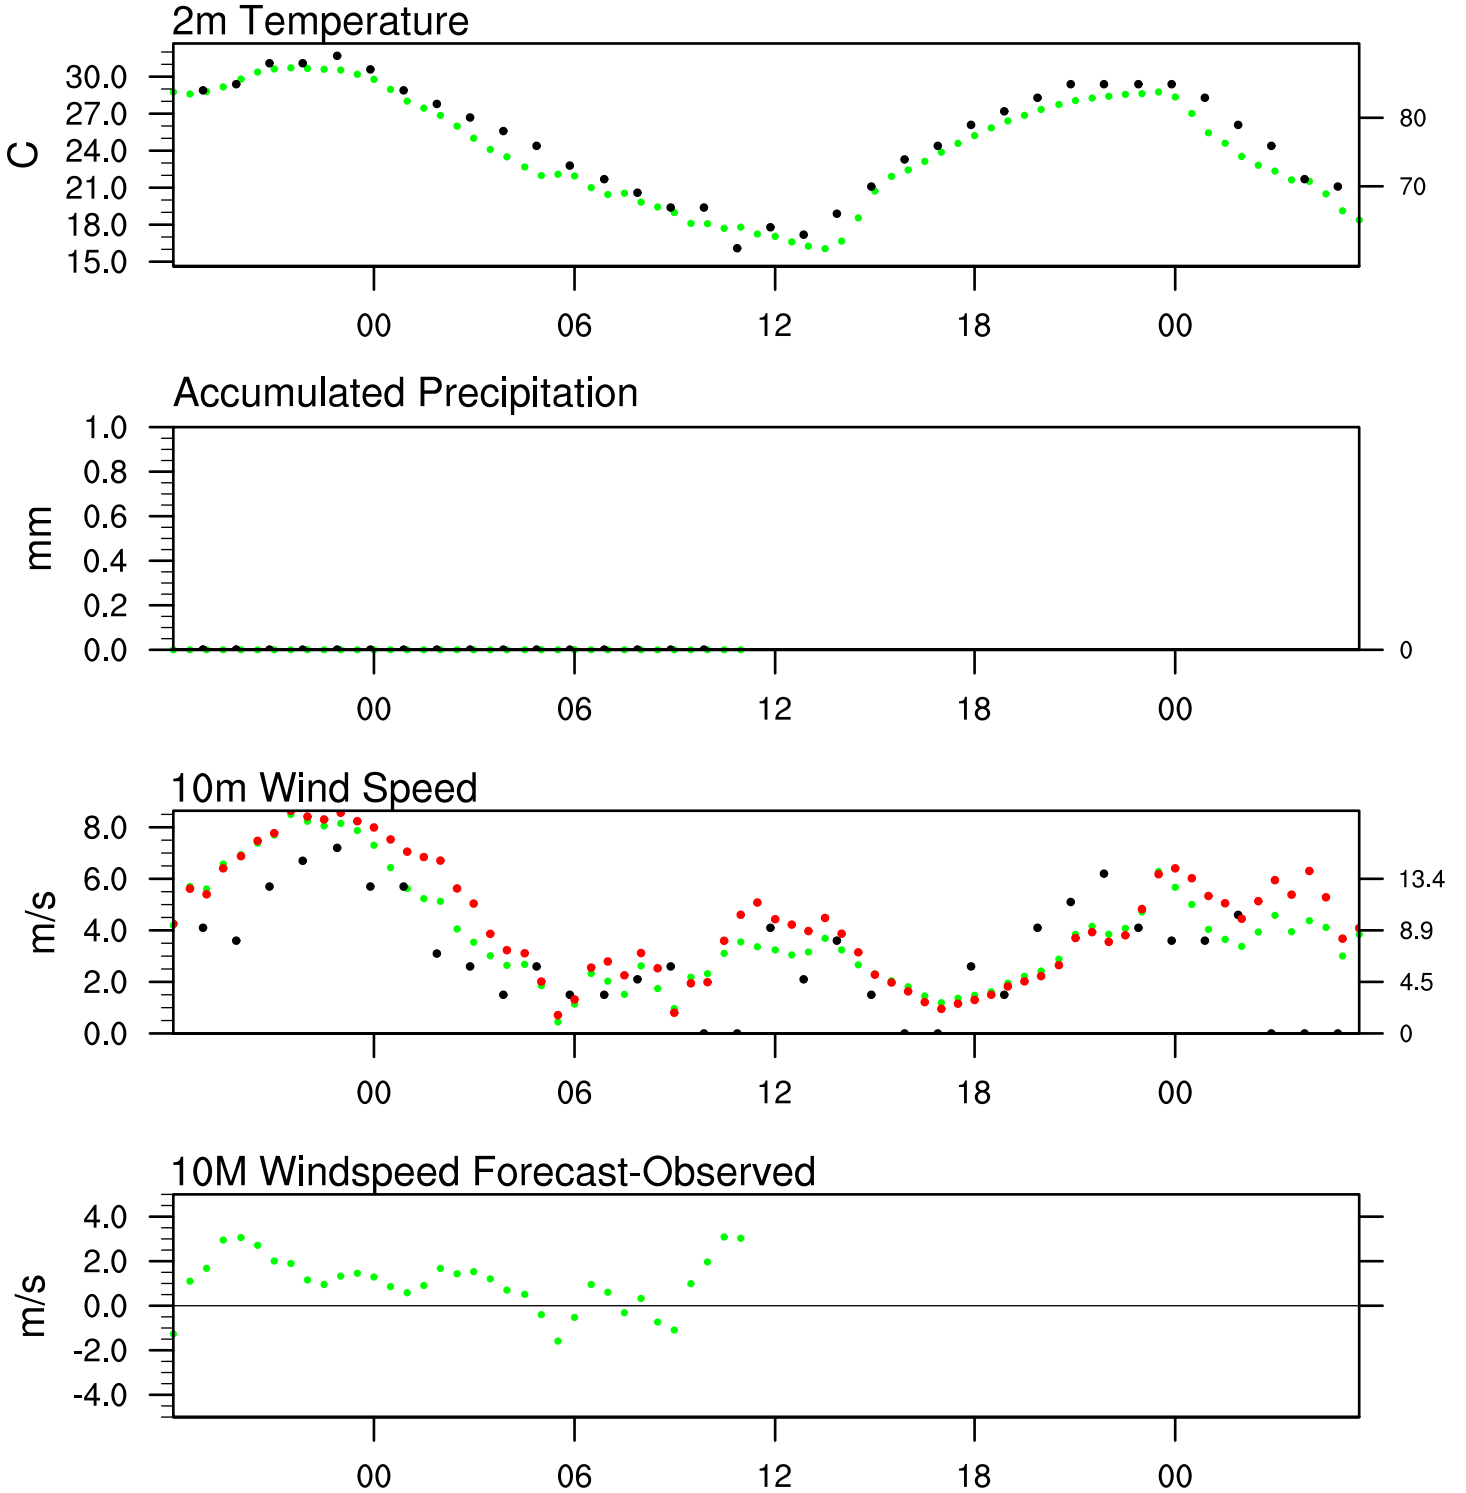 2m Temperature
30.0
27.0
24.0
21.0
18.0
15.0
C
80
70
00 06 12 18 00
Accumulated Precipitation
1.0
0.8
0.6
0.4
0.2
0.0
mm
0
00 06 12 18 00
10m Wind Speed
8.0
6.0
4.0
2.0
0.0
m/s
13.4
8.9
4.5
0
00 06 12 18 00
10M Windspeed Forecast-Observed
4.0
2.0
0.0
-2.0
-4.0
m/s
00 06 12 18 00